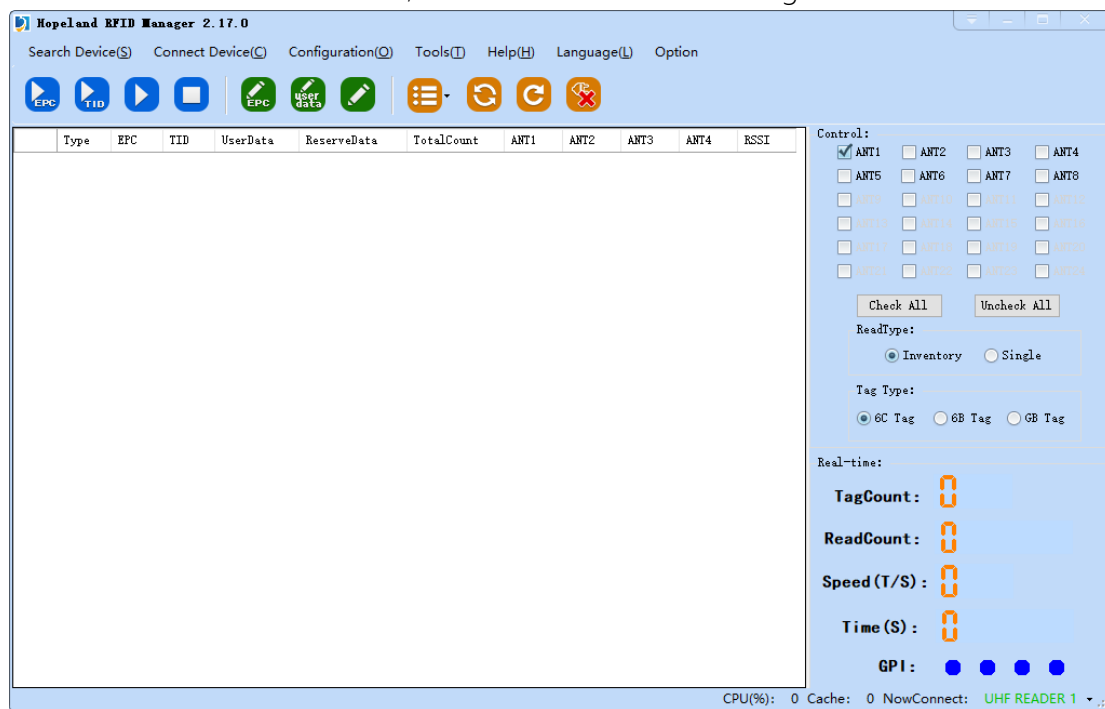 Hopeland RFID Manager 2.17.0
Search Device(S) Connect Device(C) Configuration(O) Tools(T) Help(H) Language(L) Option
EPC TID EPC user data
Type EPC TID UserData ReserveData TotalCount ANT1 ANT2 ANT3 ANT4 RSSI
Control:
ANT1 ANT2 ANT3 ANT4
ANT5 ANT6 ANT7 ANT8
Check All Uncheck All
ReadType:
Inventory Single
Tag Type:
6C Tag 6B Tag GB Tag
Real-time:
TagCount: 0
ReadCount: 0
Speed(T/S): 0
Time(S): 0
GPI:
CPU(%): 0 Cache: 0 NowConnect: UHF READER 1